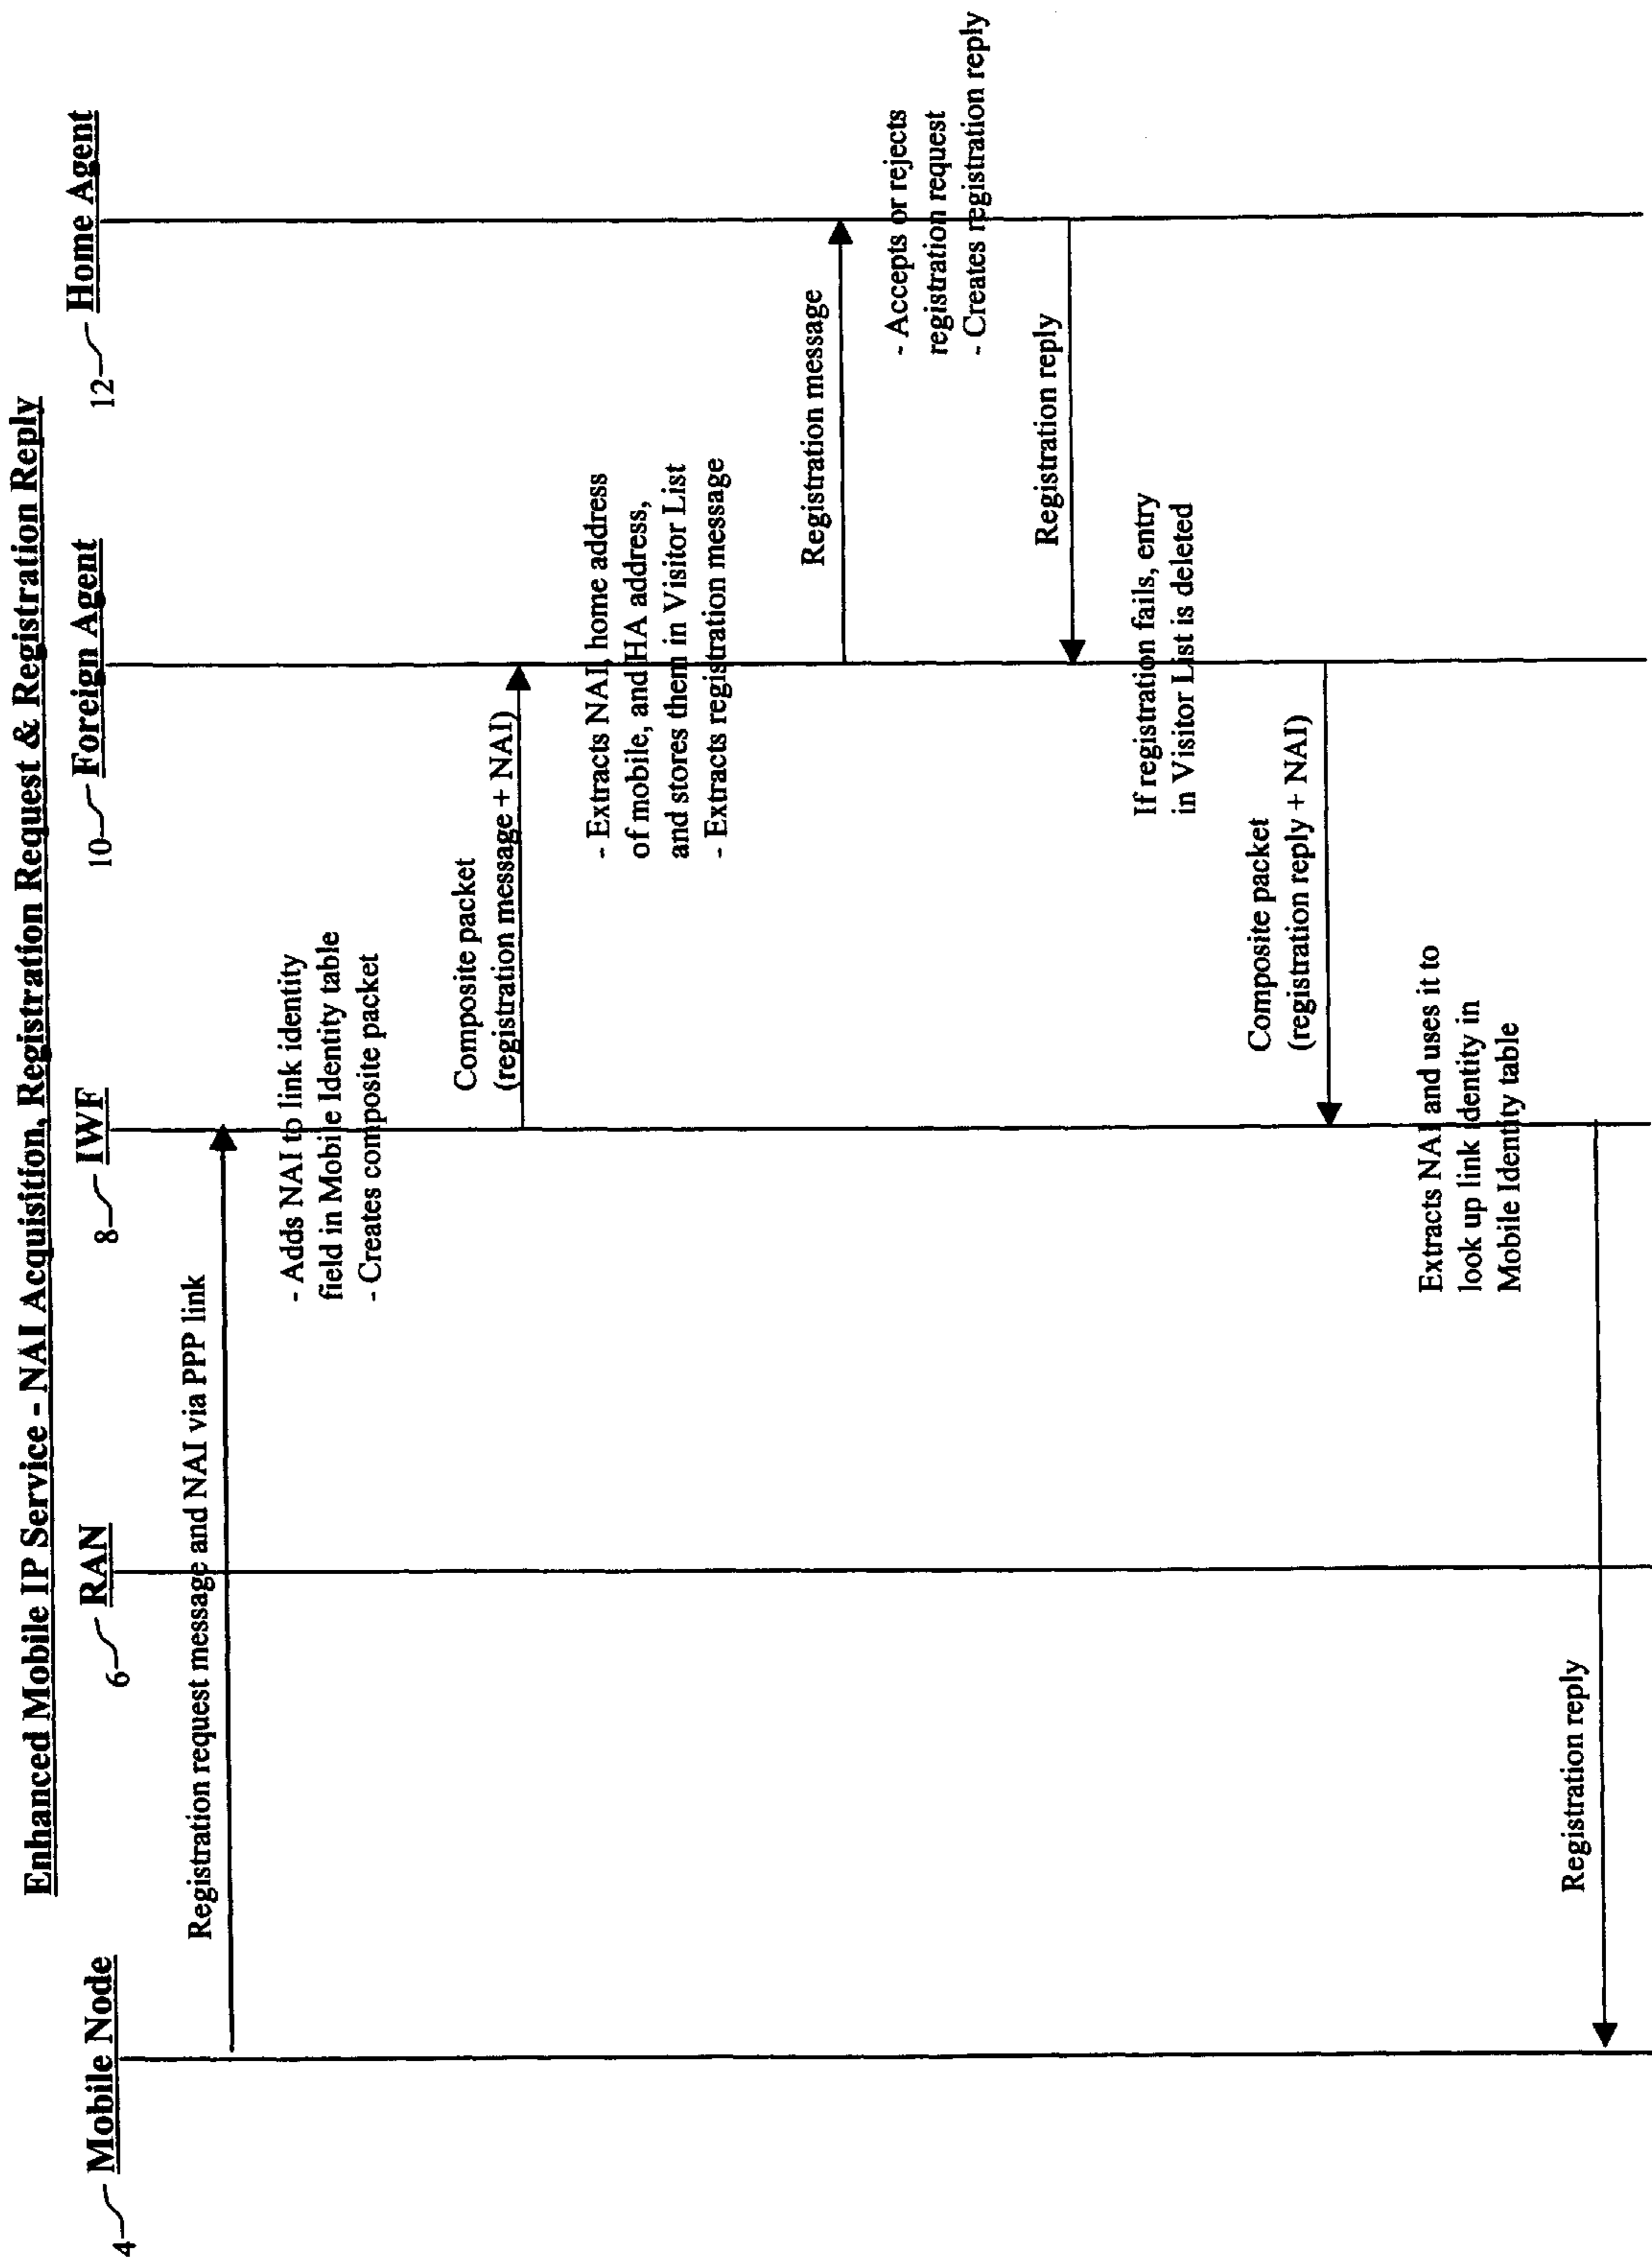 Enhanced Mobile IP Service - NAI Acquisition, Registration Request & Registration Reply
4 Mobile Node
6 RAN
8 IWF
10 Foreign Agent
12 Home Agent
Registration request message and NAI via PPP link
- Adds NAI to link identity
field in Mobile Identity table
- Creates composite packet
Composite packet
(registration message + NAI)
- Extracts NAI, home address
of mobile, and HA address,
and stores them in Visitor List
- Extracts registration message
Registration message
- Accepts or rejects
registration request
- Creates registration reply
Registration reply
If registration fails, entry
in Visitor List is deleted
Composite packet
(registration reply + NAI)
Extracts NAI and uses it to
look up link identity in
Mobile Identity table
Registration reply